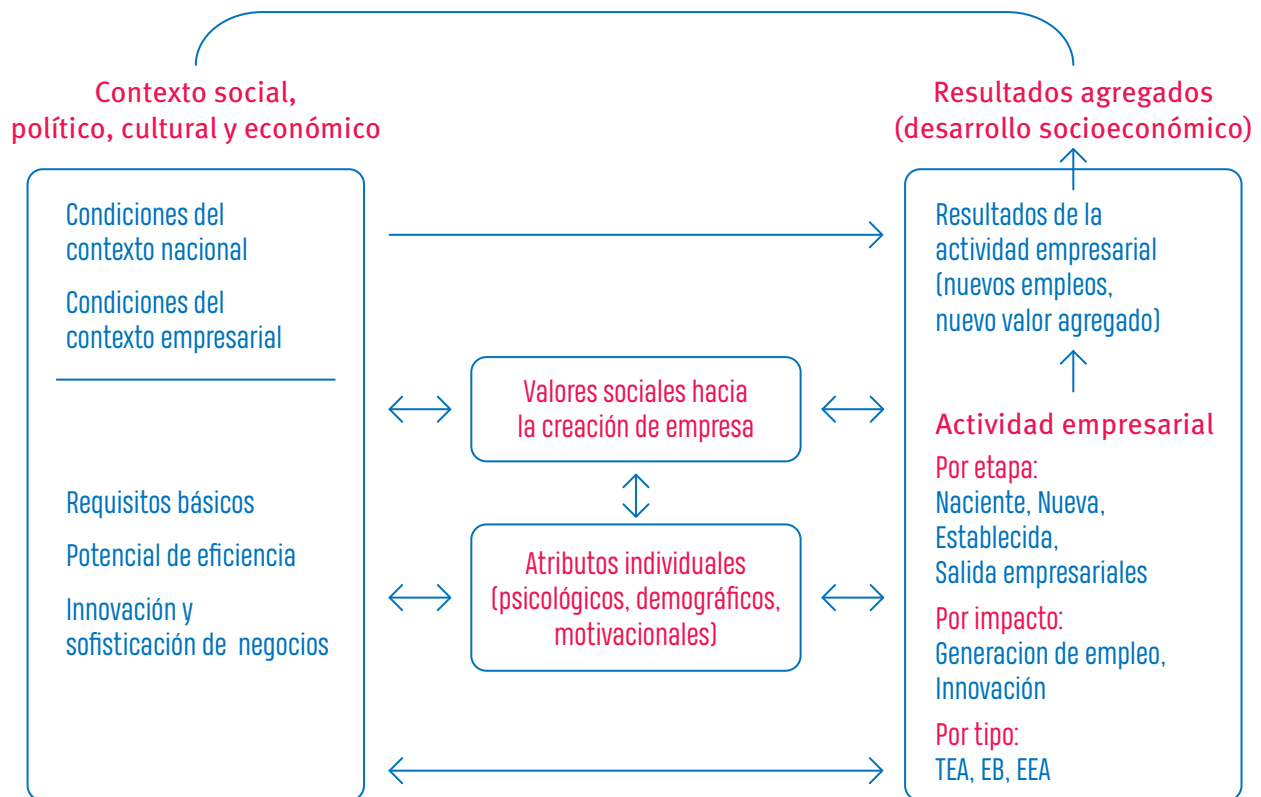 Contexto social,
político, cultural y económico
Condiciones del
contexto nacional
Condiciones del
contexto empresarial
Requisitos básicos
Potencial de eficiencia
Innovación y
sofisticación de negocios
Valores sociales hacia
la creación de empresa
Atributos individuales
(psicológicos, demográficos,
motivacionales)
Resultados agregados
(desarrollo socioeconómico)
Resultados de la
actividad empresarial
(nuevos empleos,
nuevo valor agregado)
Actividad empresarial
Por etapa:
Naciente, Nueva,
Establecida,
Salida empresariales
Por impacto:
Generacion de empleo,
Innovación
Por tipo:
TEA, EB, EEA